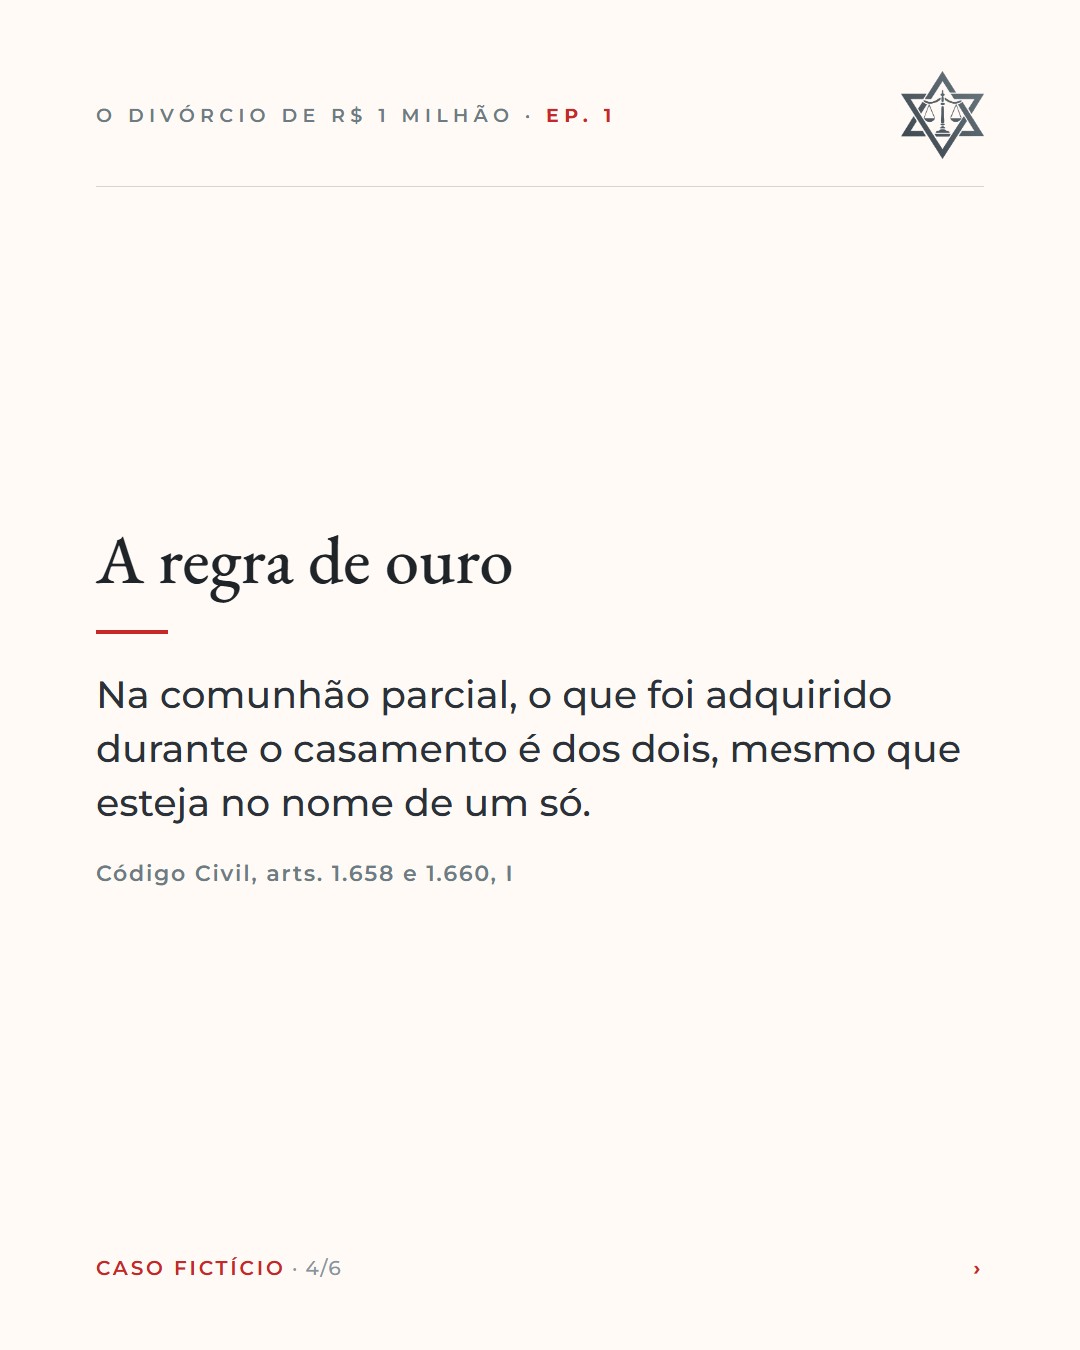 O DIVÓRCIO DE R$ 1 MILHÃO · EP. 1
A regra de ouro
Na comunhão parcial, o que foi adquirido
durante o casamento é dos dois, mesmo que
esteja no nome de um só.
Código Civil, arts. 1.658 e 1.660, I
CASO FICTÍCIO · 4/6 ›